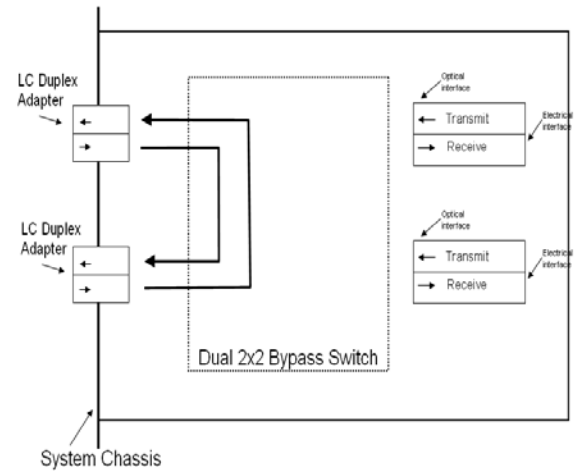 LC Duplex
Adapter
Optical
interface
Transmit
Electrical
interface
Receive
LC Duplex
Adapter
Optical
interface
Transmit
Electrical
interface
Receive
Dual 2x2 Bypass Switch
System Chassis